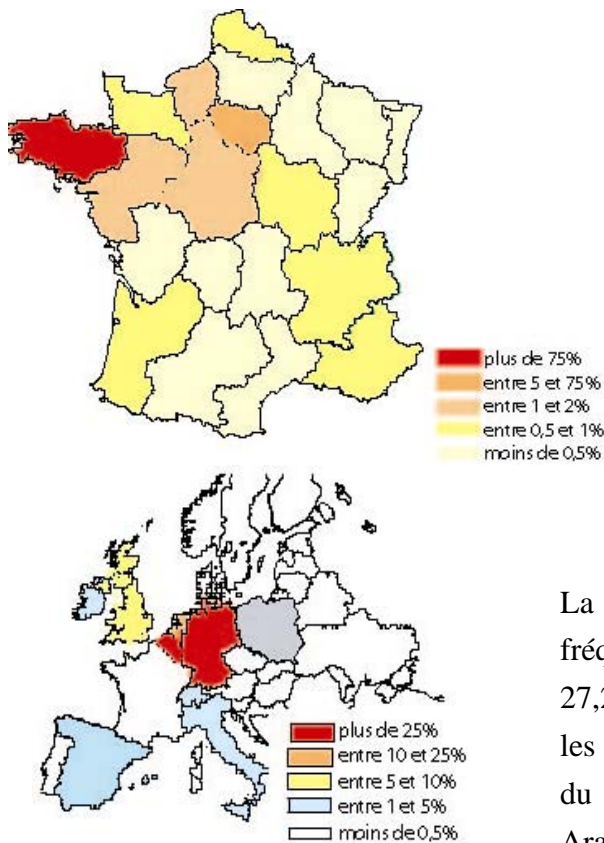 plus de 75%
entre 5 et 75%
entre 1 et 2%
entre 0,5 et 1%
moins de 0,5%
La
fréq
27,2
les
du
Ara
plus de 25%
entre 10 et 25%
entre 5 et 10%
entre 1 et 5%
moins de 0,5%